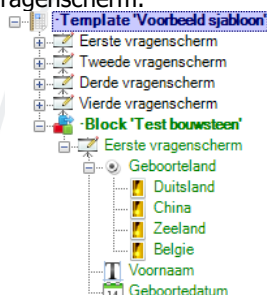 ragenscherm.
Template 'Voorbeeld sjabloon'
Eerste vragenscherm
Tweede vragenscherm
Derde vragenscherm
Vierde vragenscherm
Block 'Test bouwsteen'
Eerste vragenscherm
Geboorteland
Duitsland
China
Zeeland
Belgie
Voornaam
Geboortedatum